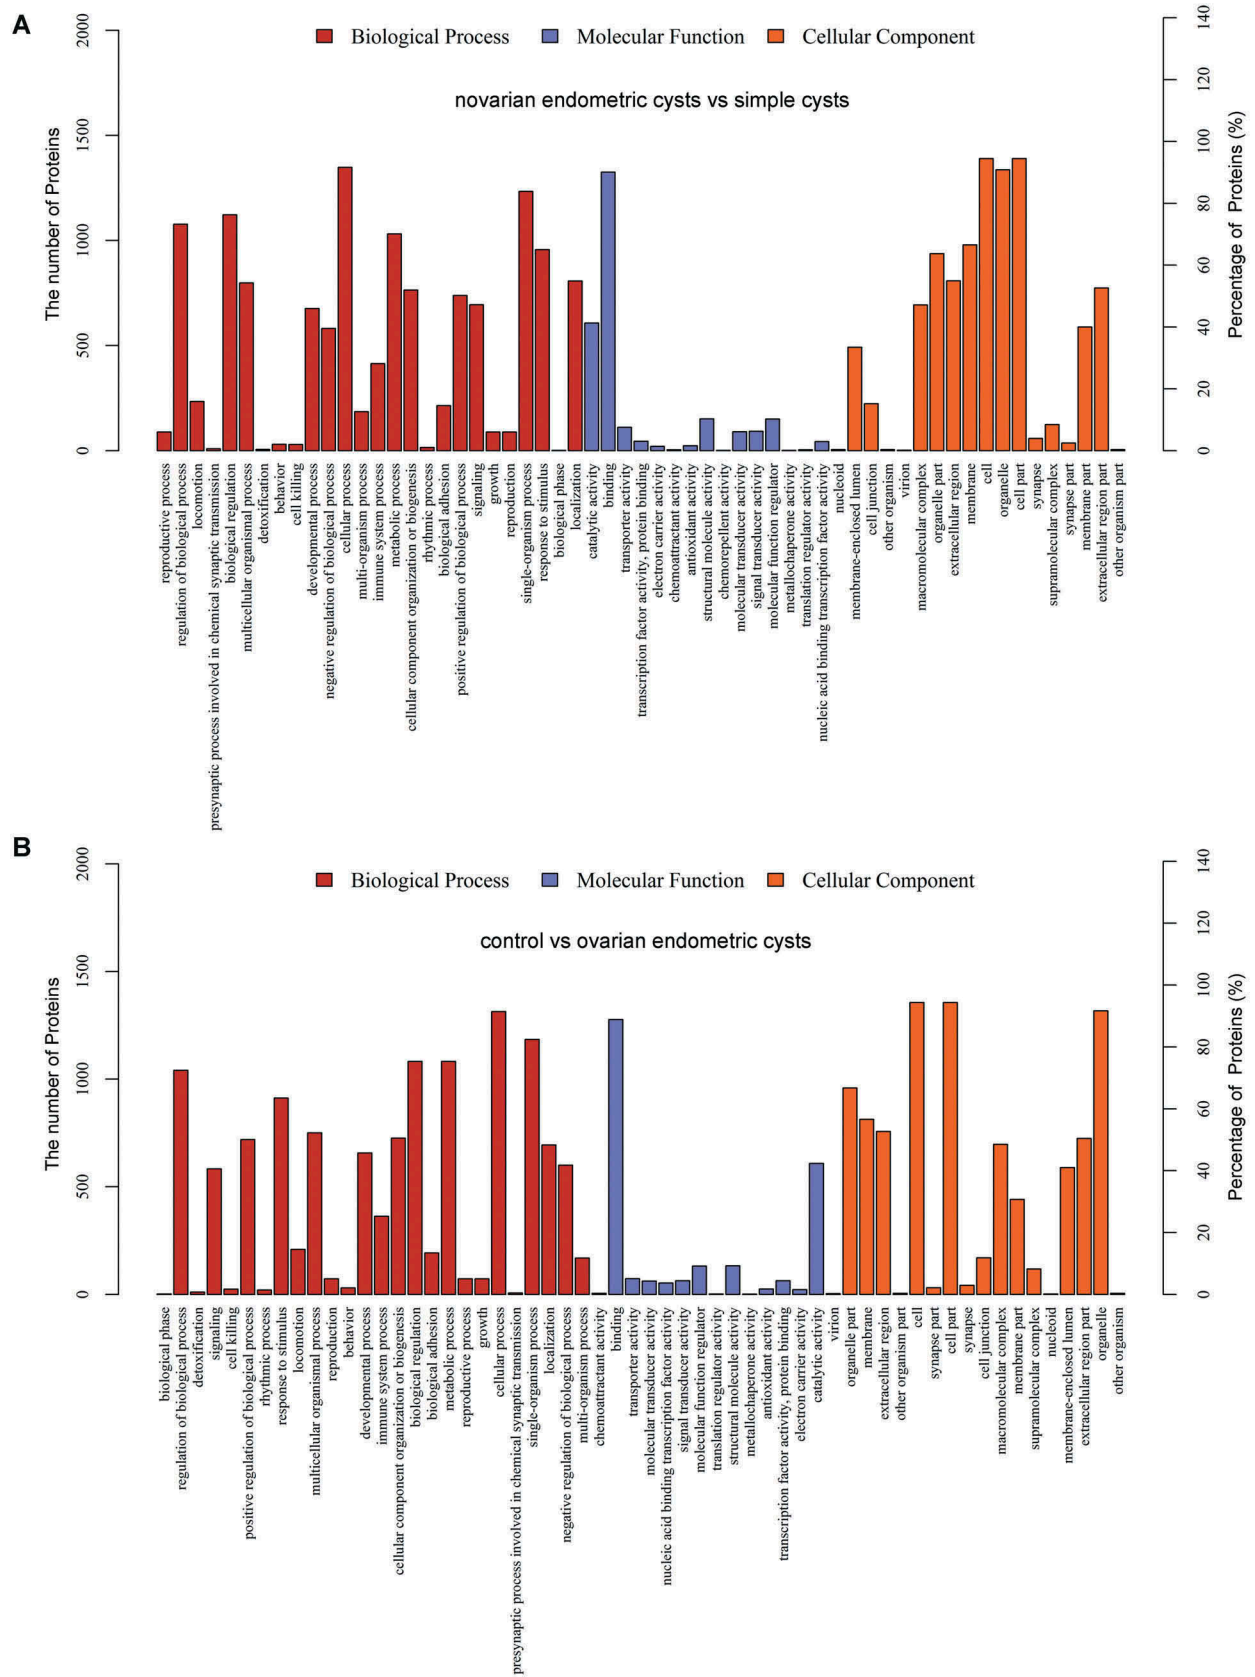 A
Biological Process Molecular Function Cellular Component
novarian endometric cysts vs simple cysts
The number of Proteins
0 500 1000 1500 2000
Percentage of Proteins (%)
0 20 40 60 80 100 120 140
reproductive process
regulation of biological process
locomotion
presynaptic process involved in chemical synaptic transmission
biological regulation
multicellular organismal process
detoxification
behavior
cell killing
developmental process
negative regulation of biological process
cellular process
multi-organism process
immune system process
metabolic process
cellular component organization or biogenesis
rhythmic process
biological adhesion
positive regulation of biological process
signaling
growth
reproduction
single-organism process
response to stimulus
biological phase
localization
catalytic activity
binding
transporter activity
transcription factor activity, protein binding
electron carrier activity
chemoattractant activity
antioxidant activity
structural molecule activity
chemorepellent activity
molecular transducer activity
signal transducer activity
molecular function regulator
metallochaperone activity
translation regulator activity
nucleic acid binding transcription factor activity
nucleoid
membrane-enclosed lumen
cell junction
other organism
virion
macromolecular complex
organelle part
extracellular region
membrane
cell
organelle
cell part
synapse
supramolecular complex
synapse part
membrane part
extracellular region part
other organism part
B
Biological Process Molecular Function Cellular Component
control vs ovarian endometric cysts
The number of Proteins
0 500 1000 1500 2000
Percentage of Proteins (%)
0 20 40 60 80 100 120 140
biological phase
regulation of biological process
detoxification
signaling
cell killing
positive regulation of biological process
rhythmic process
response to stimulus
locomotion
multicellular organismal process
reproduction
behavior
developmental process
immune system process
cellular component organization or biogenesis
biological regulation
biological adhesion
metabolic process
reproductive process
growth
cellular process
presynaptic process involved in chemical synaptic transmission
single-organism process
localization
negative regulation of biological process
multi-organism process
chemoattractant activity
binding
transporter activity
molecular transducer activity
nucleic acid binding transcription factor activity
signal transducer activity
molecular function regulator
translation regulator activity
structural molecule activity
metallochaperone activity
antioxidant activity
transcription factor activity, protein binding
electron carrier activity
catalytic activity
virion
organelle part
membrane
extracellular region
other organism part
cell
synapse part
cell part
synapse
cell junction
macromolecular complex
membrane part
supramolecular complex
nucleoid
membrane-enclosed lumen
extracellular region part
organelle
other organism